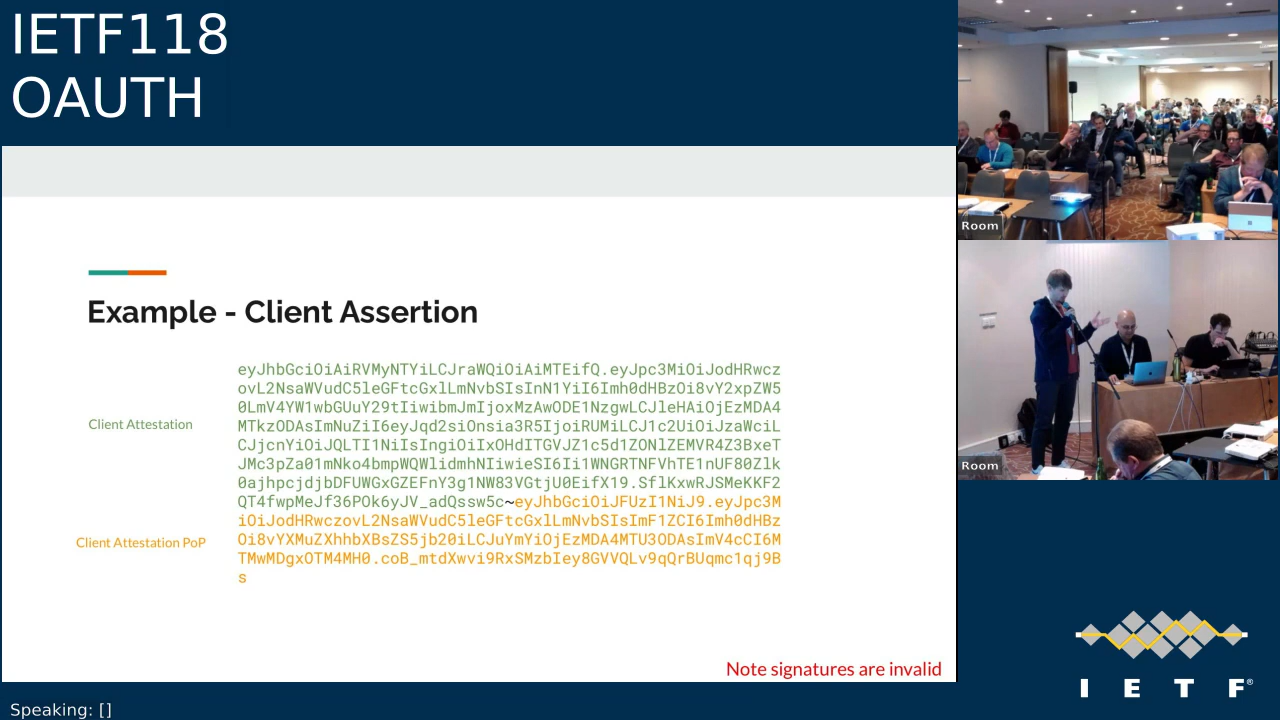 IETF118
OAUTH
Example - Client Assertion
Client Attestation
eyJhbGciOiAiRVMyNTYiLCJraWQiOiAiMTEifQ.eyJpc3MiOiJodHRwcz
ovL2NsaWVudC5leGFtcGxlLmNvbSIsInN1YiI6Imh0dHBzOi8vY2xpZW5
0LmV4YW1wbGUuY29tIiwibmJmIjoxMzAwODE1NzgwLCJleHAiOjEzMDA4
MTkzODAsImNuZiI6eyJqd2siOnsia3R5IjoiRUMiLCJ1c2UiOiJzaWciL
CJjcnYiOiJQLTI1NiIsIngiOiIxOHdITGVJZ1c5d1ZONlZEMVR4Z3BxeT
JMc3pZa01mNko4bmpWQWlidmhNIiwieSI6Ii1WNGRTNFVhTE1nUF80Zlk
0ajhpcjdjbDFUWGxGZEFnY3g1NW83VGtjU0EifX19.SflKxwRJSMeKKF2
QT4fwpMeJf36POk6yJV_adQssw5c~eyJhbGciOiJFUzI1NiJ9.eyJpc3M
iOiJodHRwczovL2NsaWVudC5leGFtcGxlLmNvbSIsImF1ZCI6Imh0dHBz
Oi8vYXMuZXhhbXBsZS5jb20iLCJuYmYiOjEzMDA4MTU3ODAsImV4cCI6M
TMwMDgxOTM4MH0.coB_mtdXwvi9RxSMzbIey8GVVQLv9qQrBUqmc1qj9B
s
Client Attestation PoP
Note signatures are invalid
Room
Room
I E T F®
Speaking: []